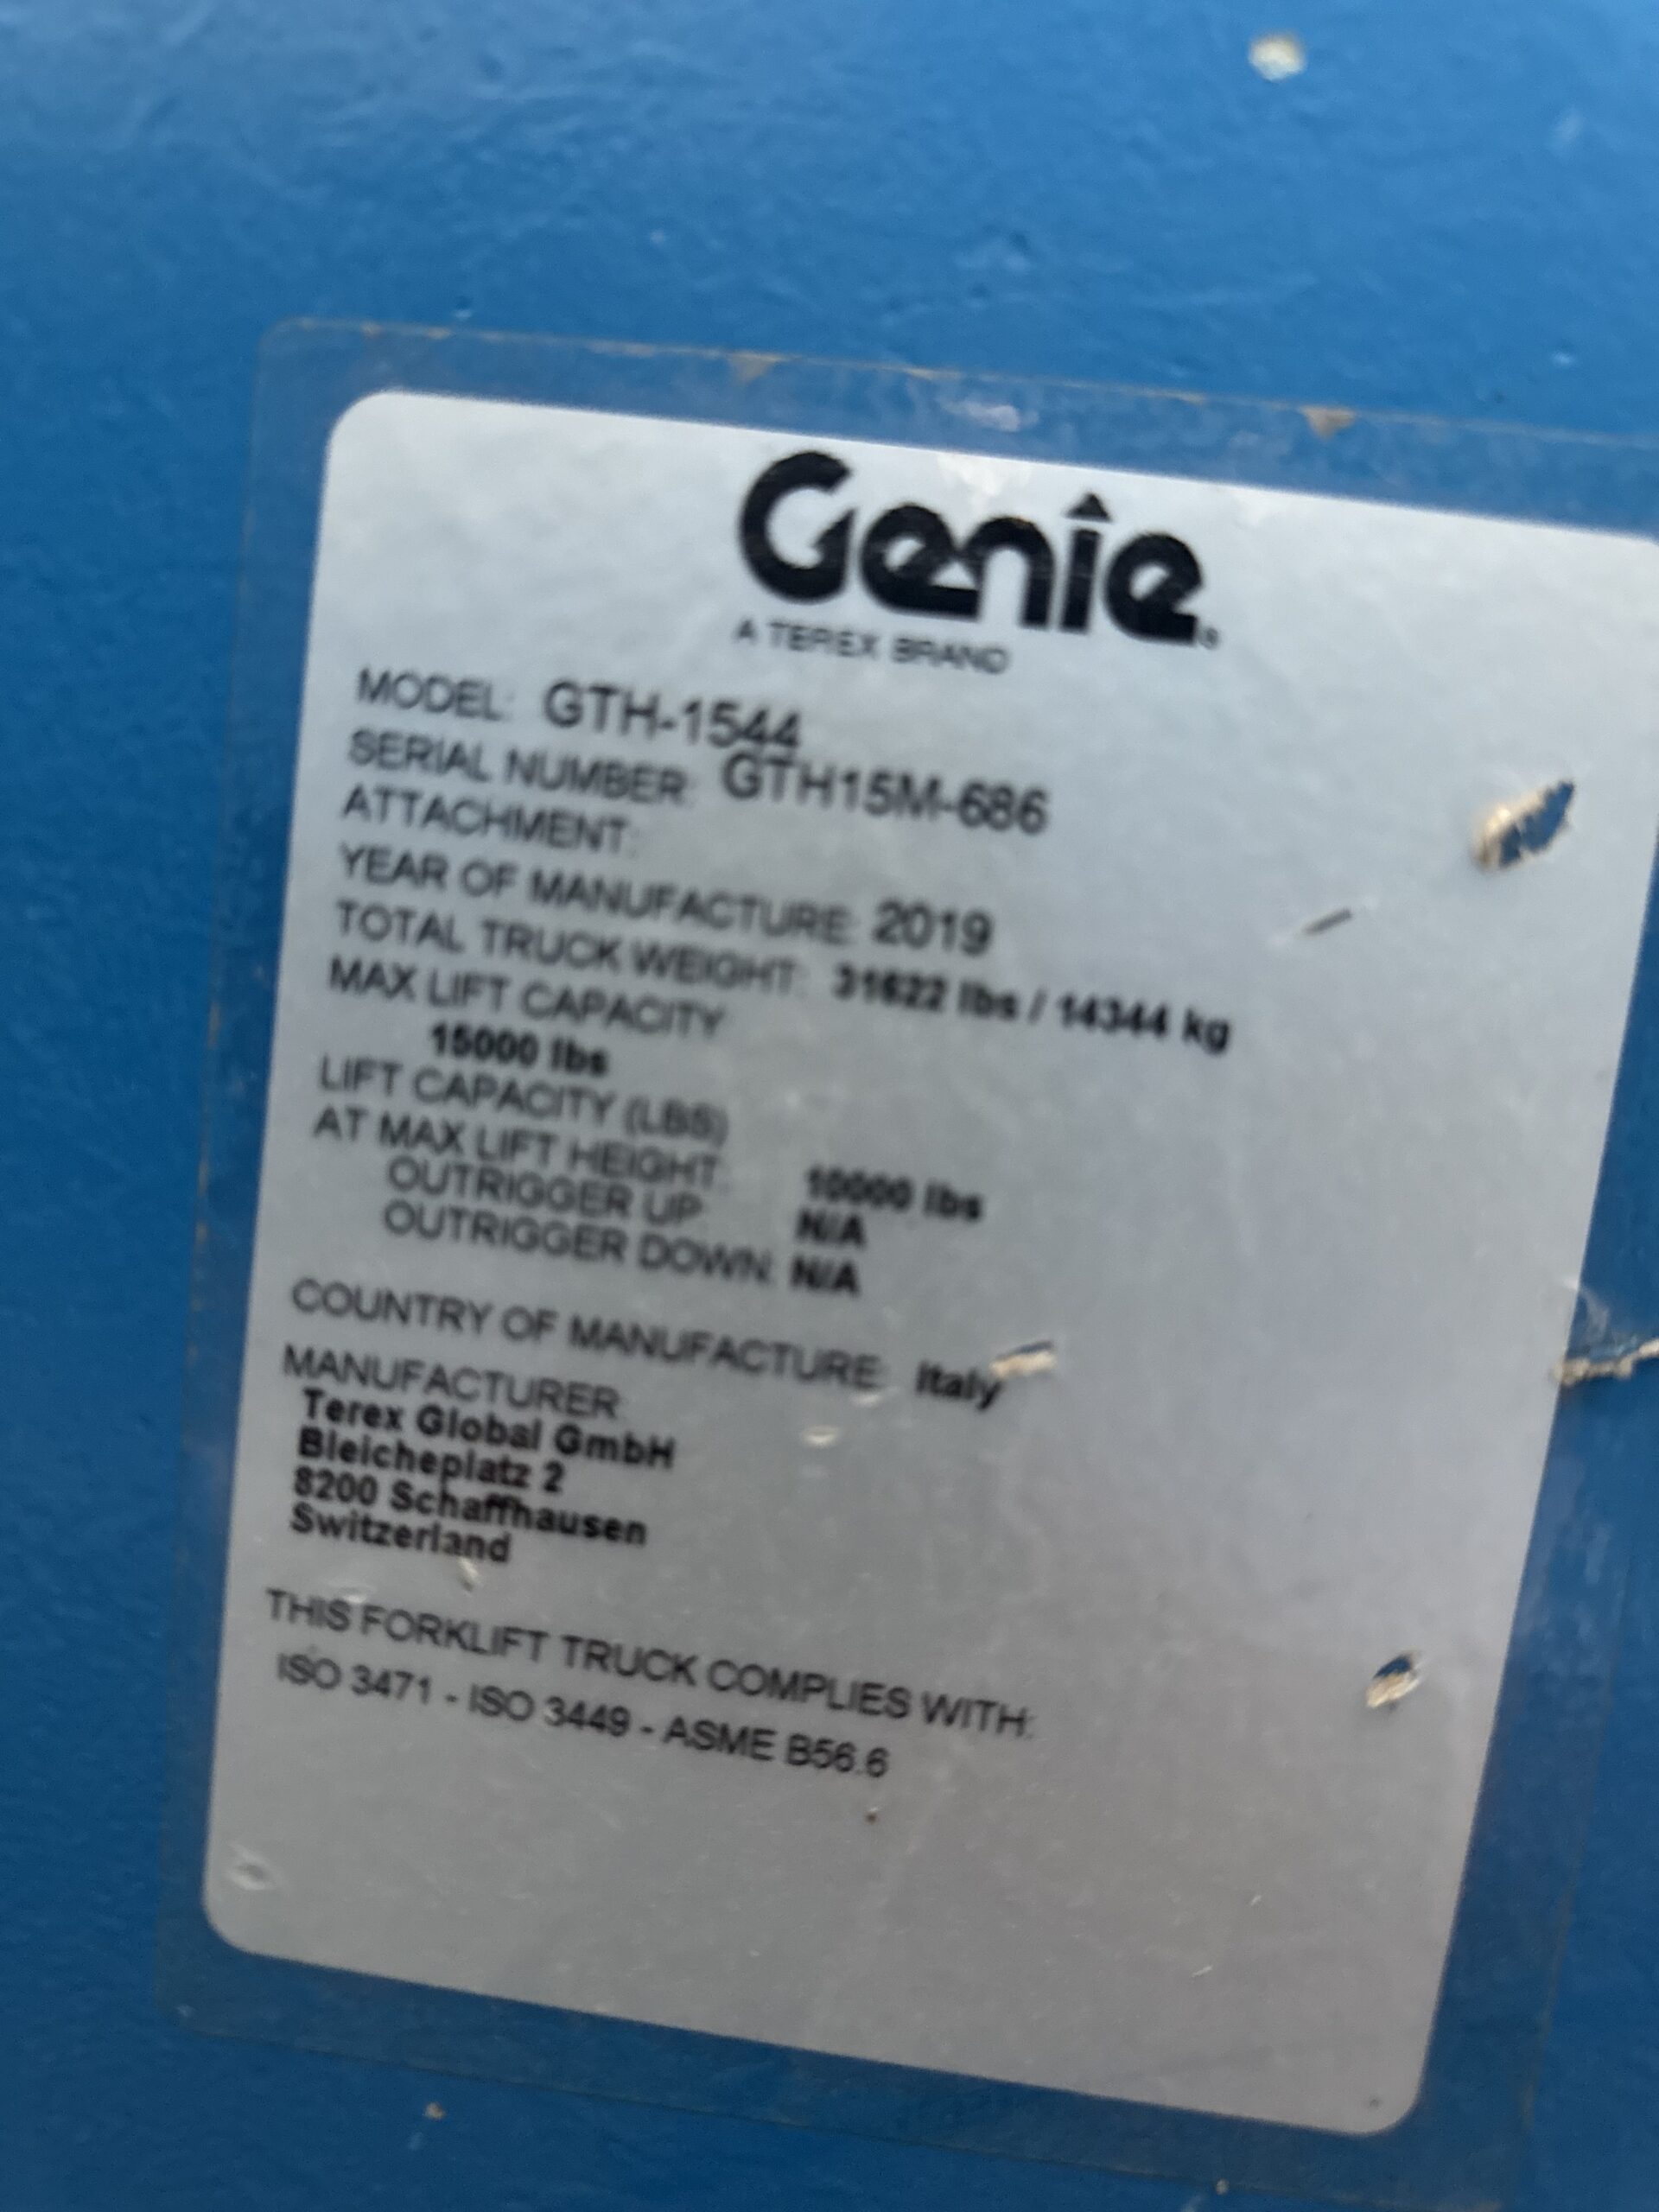 Genie®
A TEREX BRAND
MODEL: GTH-1544
SERIAL NUMBER: GTH15M-686
ATTACHMENT:
YEAR OF MANUFACTURE: 2019
TOTAL TRUCK WEIGHT: 31622 lbs / 14344 kg
MAX LIFT CAPACITY
15000 lbs
LIFT CAPACITY (LBS)
AT MAX LIFT HEIGHT: 10000 lbs
OUTRIGGER UP: N/A
OUTRIGGER DOWN: N/A
COUNTRY OF MANUFACTURE: Italy
MANUFACTURER:
Terex Global GmbH
Bleicheplatz 2
8200 Schaffhausen
Switzerland
THIS FORKLIFT TRUCK COMPLIES WITH:
ISO 3471 - ISO 3449 - ASME B56.6